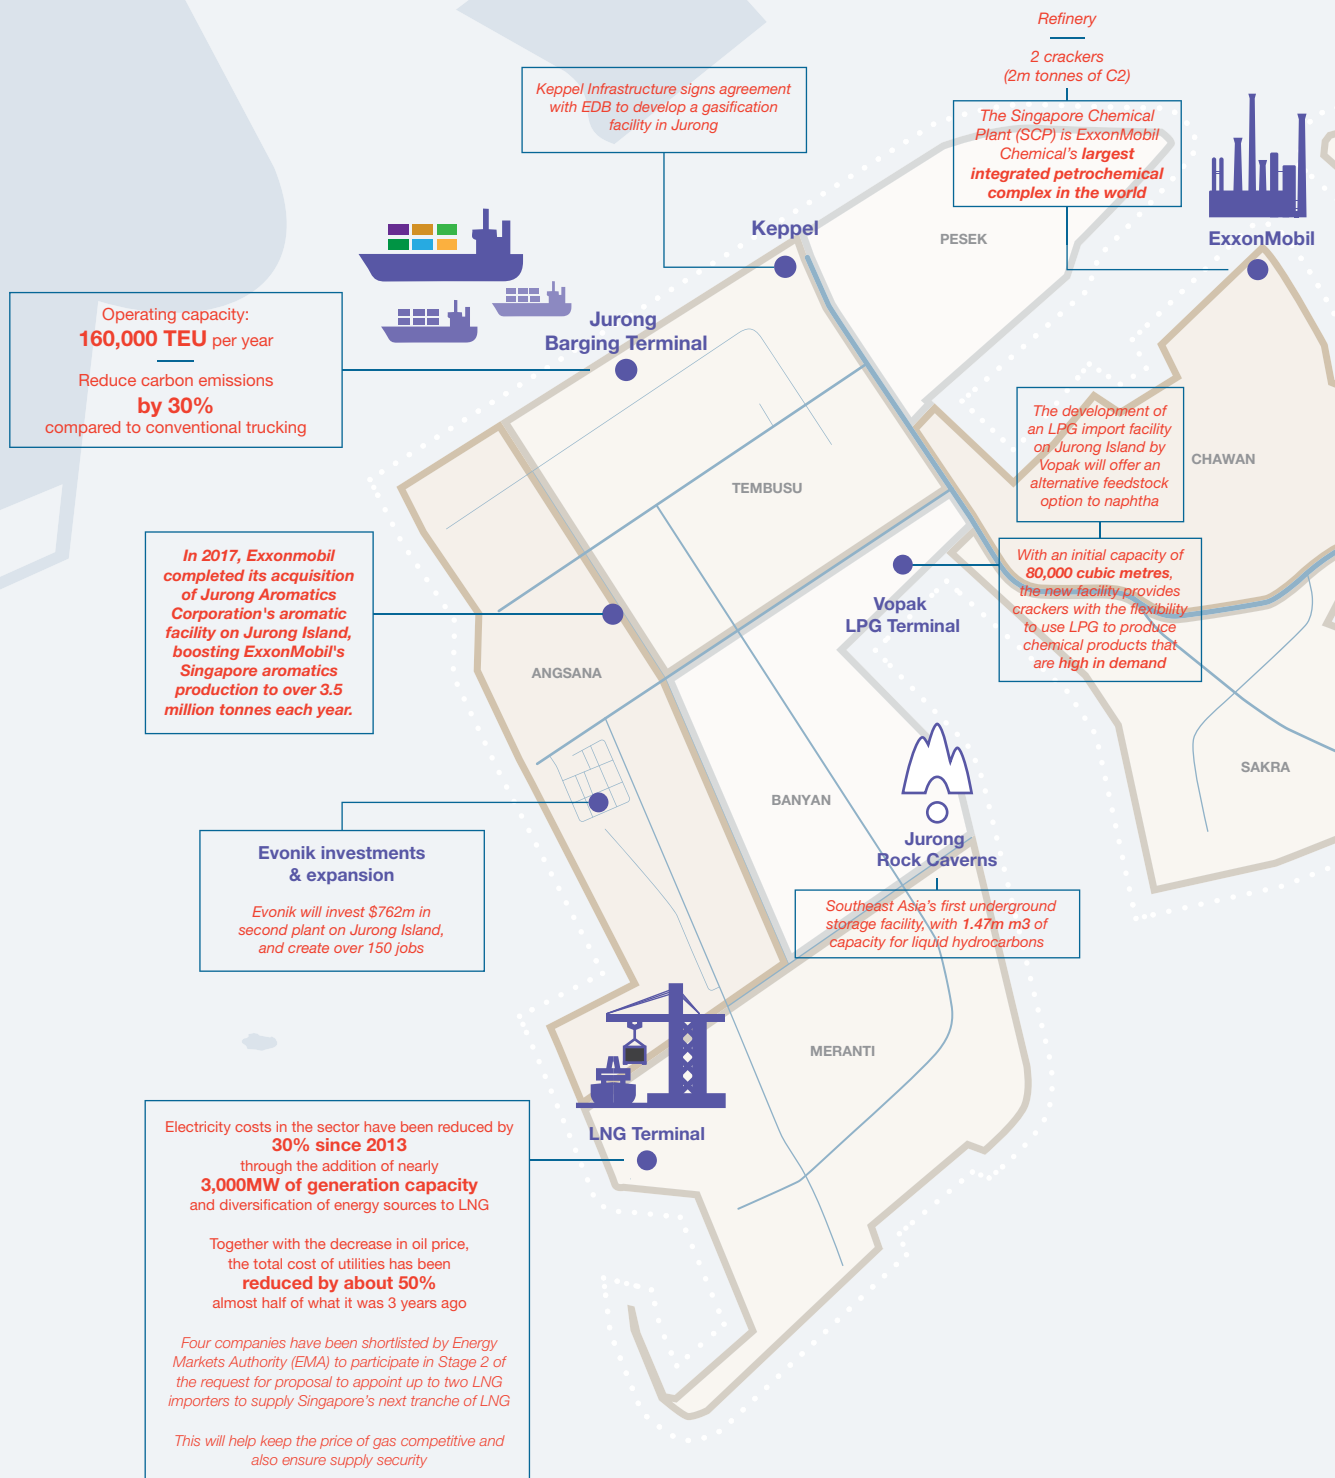 Refinery
2 crackers
(2m tonnes of C2)
Keppel Infrastructure signs agreement
with EDB to develop a gasification
facility in Jurong
The Singapore Chemical
Plant (SCP) is ExxonMobil
Chemical's largest
integrated petrochemical
complex in the world
Keppel
PESEK
ExxonMobil
Operating capacity:
160,000 TEU per year
Reduce carbon emissions
by 30%
compared to conventional trucking
Jurong
Barging Terminal
The development of
an LPG import facility
on Jurong Island by
Vopak will offer an
alternative feedstock
option to naphtha
CHAWAN
TEMBUSU
In 2017, Exxonmobil
completed its acquisition
of Jurong Aromatics
Corporation's aromatic
facility on Jurong Island,
boosting ExxonMobil's
Singapore aromatics
production to over 3.5
million tonnes each year.
With an initial capacity of
80,000 cubic metres,
the new facility provides
crackers with the flexibility
to use LPG to produce
chemical products that
are high in demand
Vopak
LPG Terminal
ANGSANA
SAKRA
BANYAN
Jurong
Rock Caverns
Evonik investments
& expansion
Evonik will invest $762m in
second plant on Jurong Island,
and create over 150 jobs
Southeast Asia's first underground
storage facility, with 1.47m m3 of
capacity for liquid hydrocarbons
MERANTI
LNG Terminal
Electricity costs in the sector have been reduced by
30% since 2013
through the addition of nearly
3,000MW of generation capacity
and diversification of energy sources to LNG
Together with the decrease in oil price,
the total cost of utilities has been
reduced by about 50%
almost half of what it was 3 years ago
Four companies have been shortlisted by Energy
Markets Authority (EMA) to participate in Stage 2 of
the request for proposal to appoint up to two LNG
importers to supply Singapore's next tranche of LNG
This will help keep the price of gas competitive and
also ensure supply security